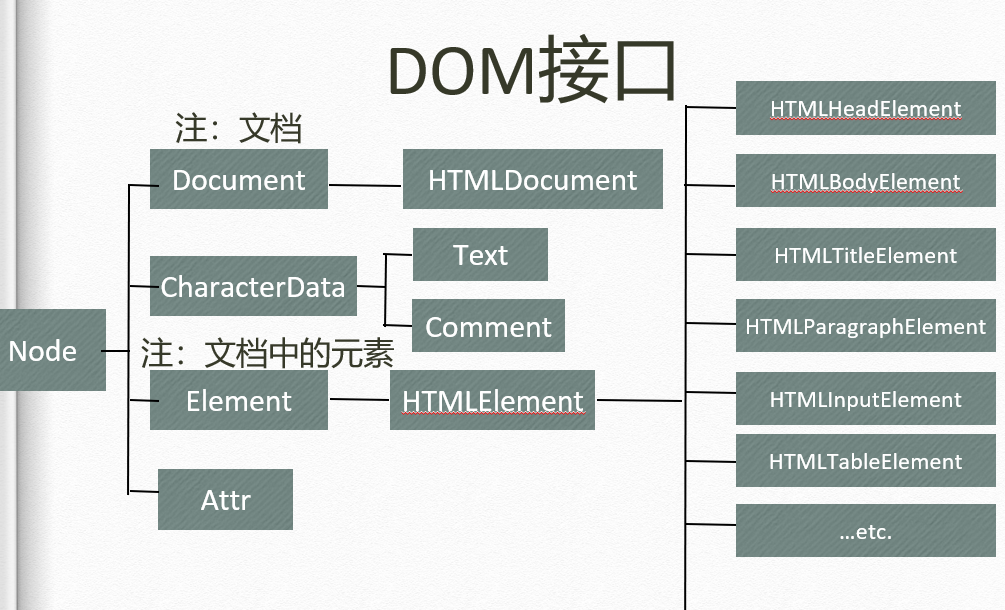 DOM接口
注：文档
Document
HTMLDocument
CharacterData
Text
Comment
Node
注：文档中的元素
Element
HTMLElement
Attr
HTMLHeadElement
HTMLBodyElement
HTMLTitleElement
HTMLParagraphElement
HTMLInputElement
HTMLTableElement
...etc.